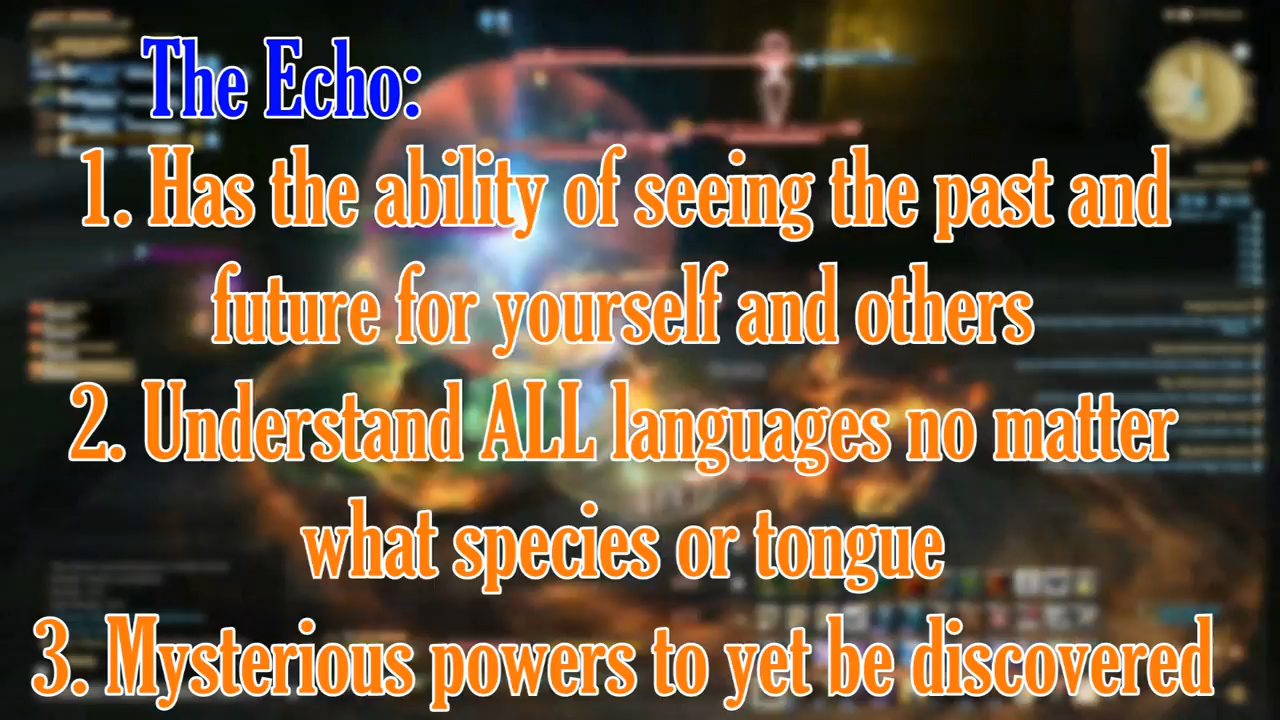 The Echo:
1. Has the ability of seeing the past and
future for yourself and others
2. Understand ALL languages no matter
what species or tongue
3. Mysterious powers to yet be discovered